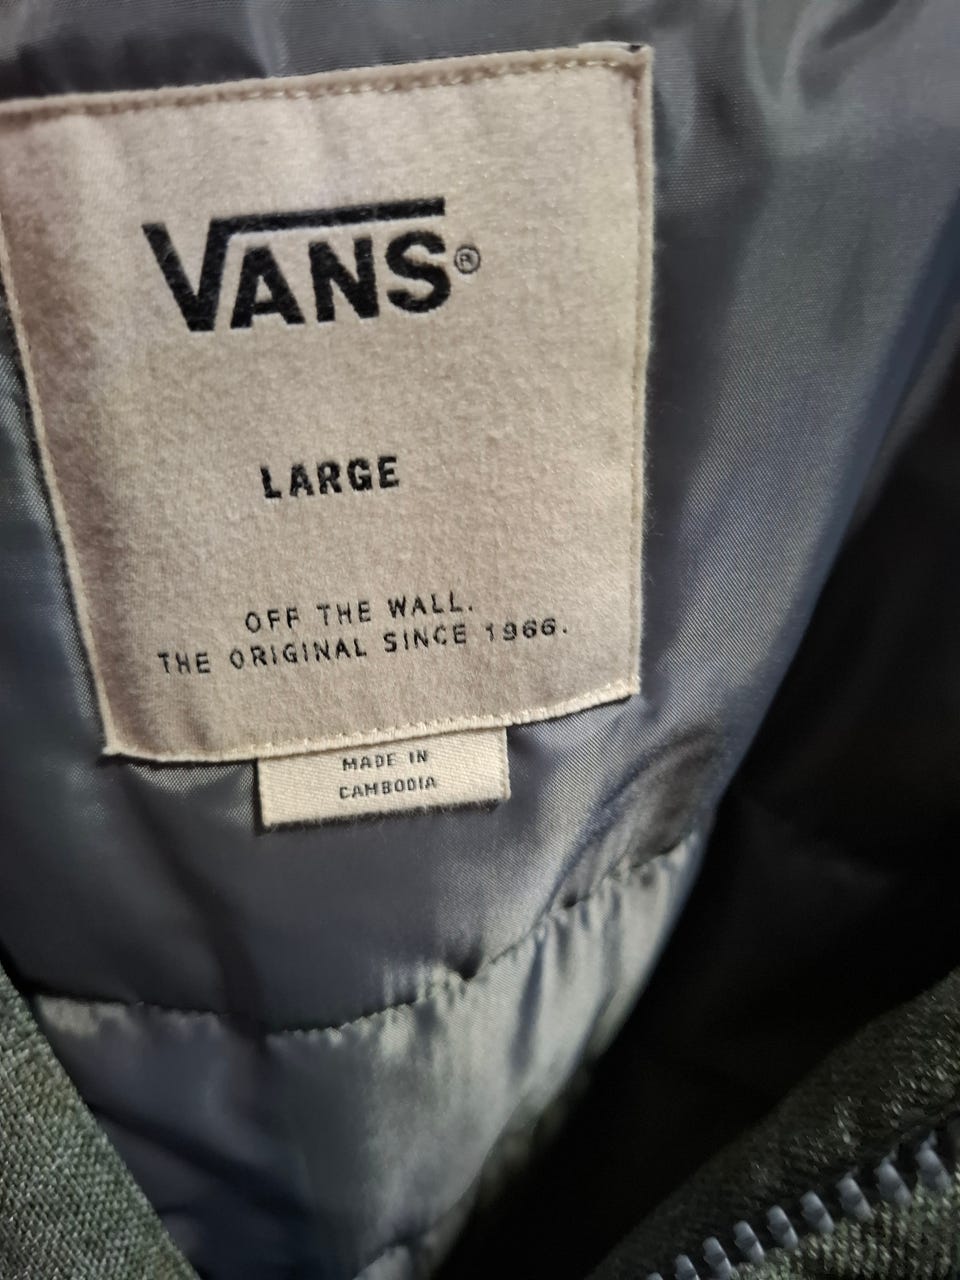 VANS®
LARGE
OFF THE WALL.
THE ORIGINAL SINCE 1966.
MADE IN
CAMBODIA